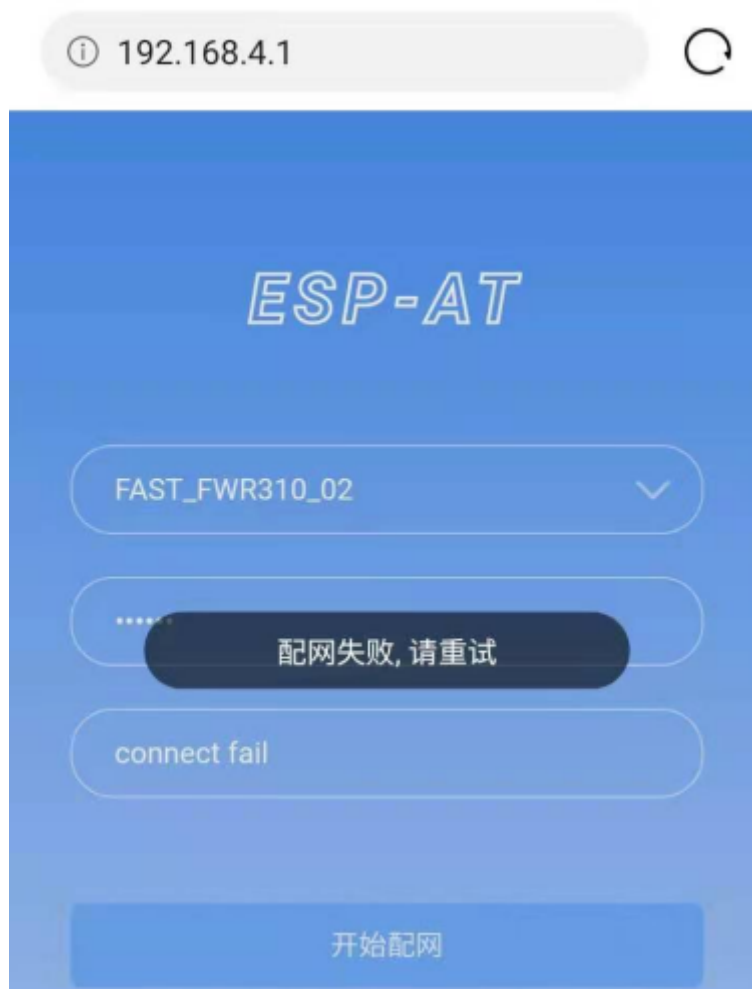 192.168.4.1
ESP-AT
FAST_FWR310_02
••••••
配网失败, 请重试
connect fail
开始配网